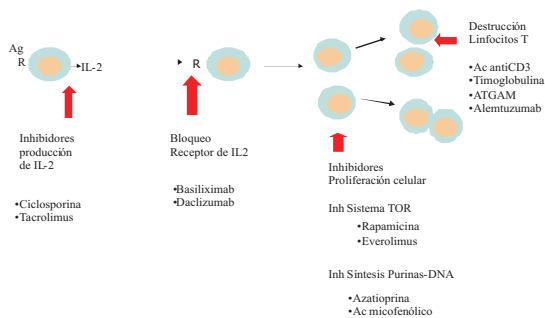 Ag
R
IL-2
Inhibidores
producción
de IL-2
•Ciclosporina
•Tacrolimus
R
Bloqueo
Receptor de IL2
•Basiliximab
•Daclizumab
Inhibidores
Proliferación celular
Inh Sistema TOR
•Rapamicina
•Everolimus
Inh Síntesis Purinas-DNA
•Azatioprina
•Ac micofenólico
Destrucción
Linfocitos T
•Ac antiCD3
•Timoglobulina
•ATGAM
•Alemtuzumab